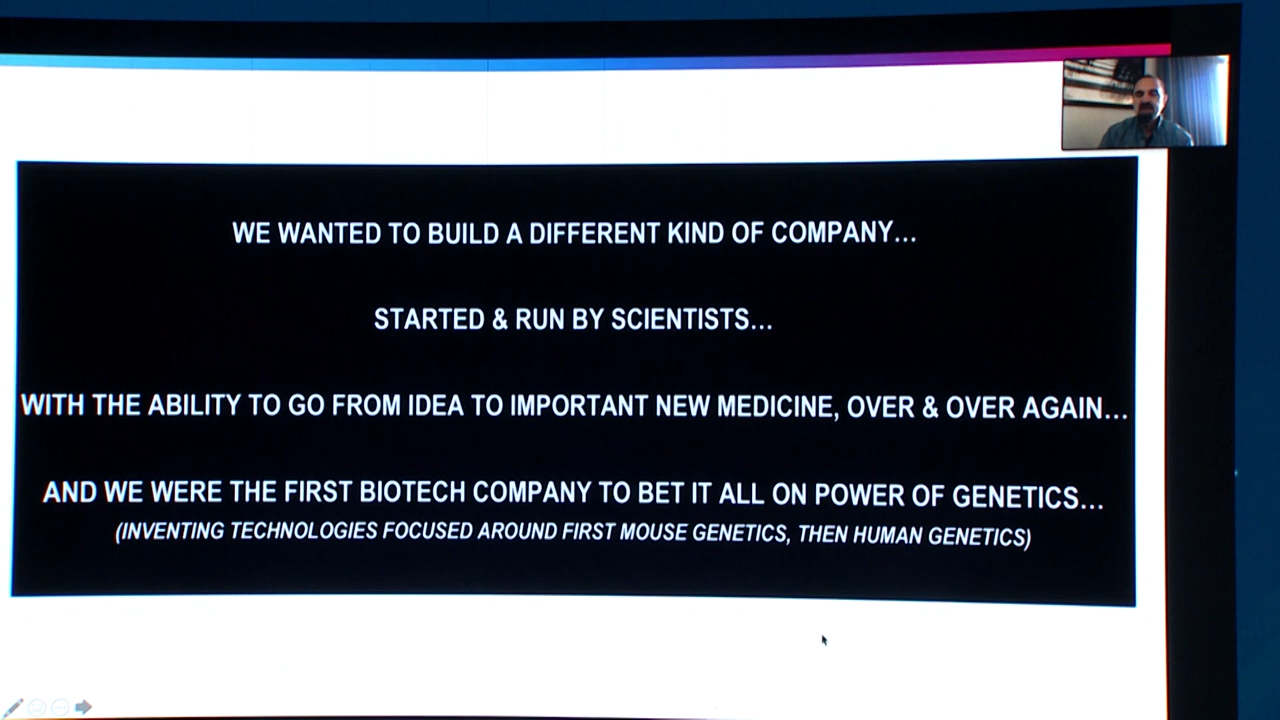 WE WANTED TO BUILD A DIFFERENT KIND OF COMPANY...
STARTED & RUN BY SCIENTISTS...
WITH THE ABILITY TO GO FROM IDEA TO IMPORTANT NEW MEDICINE, OVER & OVER AGAIN...
AND WE WERE THE FIRST BIOTECH COMPANY TO BET IT ALL ON POWER OF GENETICS...
(INVENTING TECHNOLOGIES FOCUSED AROUND FIRST MOUSE GENETICS, THEN HUMAN GENETICS)